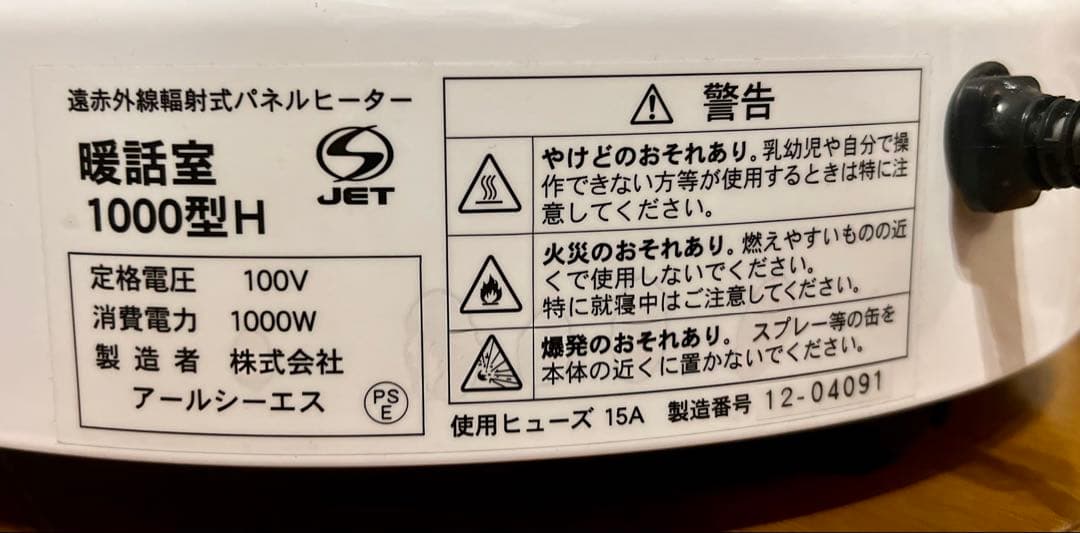 遠赤外線輻射式パネルヒーター
暖話室
1000型H
S
JET
定格電圧 100V
消費電力 1000W
製造者 株式会社
アールシーエス
PS
E
警告
やけどのおそれあり。乳幼児や自分で操
作できない方等が使用するときは特に注
意してください。
火災のおそれあり。燃えやすいものの近
くで使用しないでください。
特に就寝中はご注意してください。
爆発のおそれあり。 スプレー等の缶を
本体の近くに置かないでください。
使用ヒューズ 15A 製造番号 12-04091